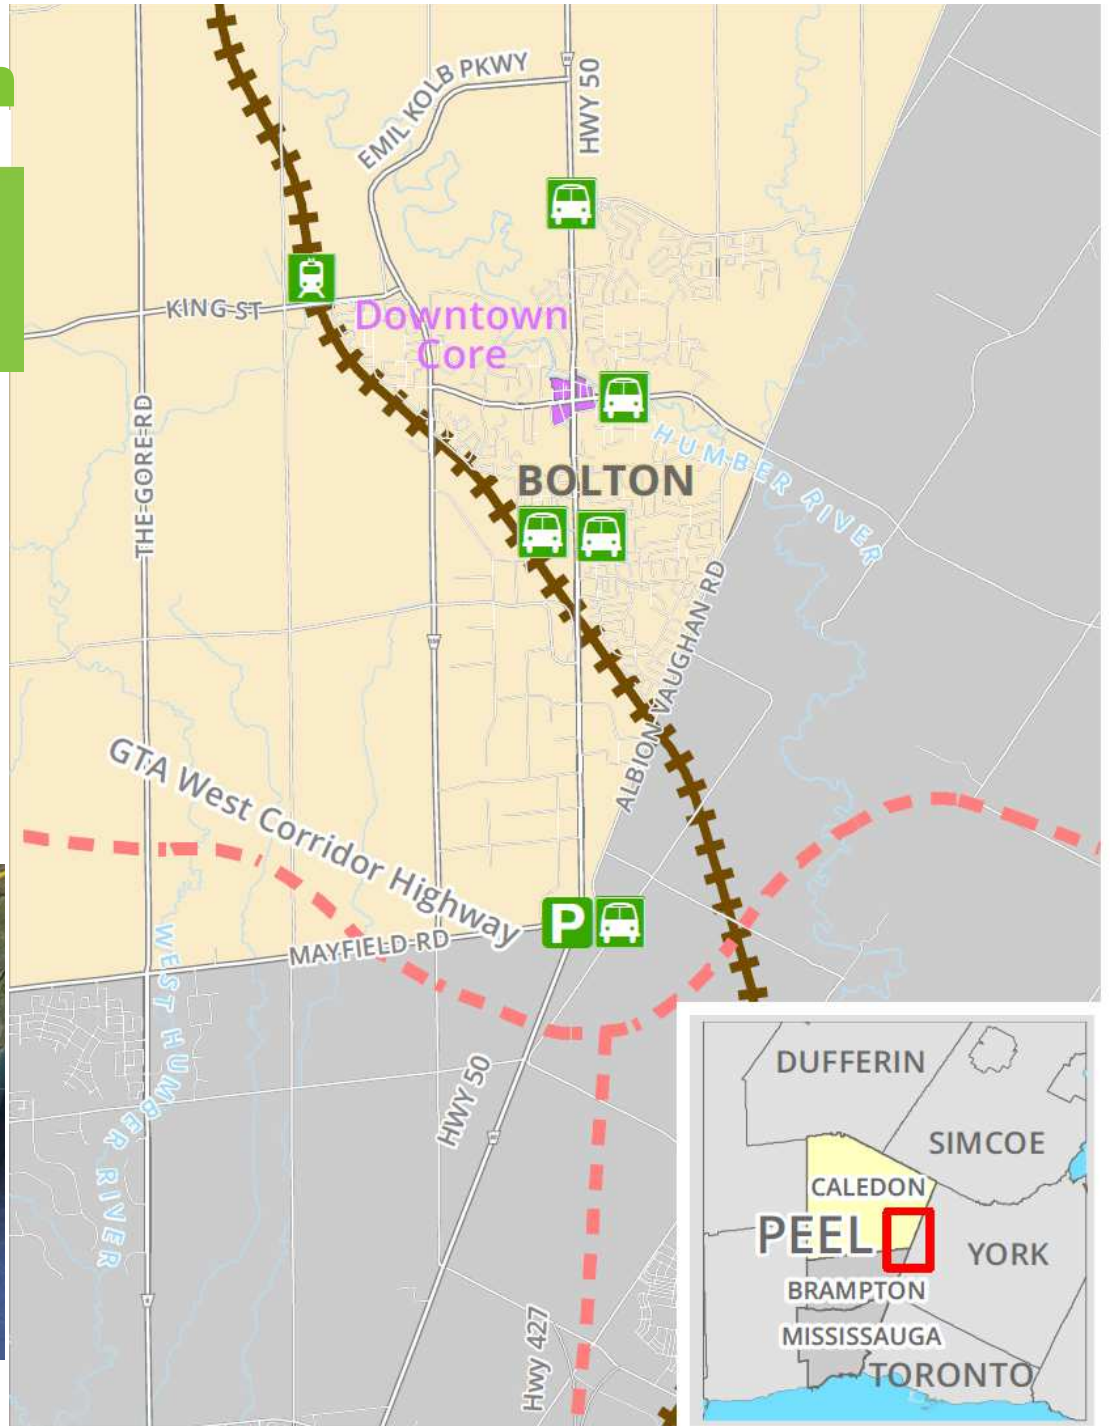 EMIL KOLB PKWY
HWY 50
KING ST
Downtown
Core
THE GORE RD
HUMBER RIVER
BOLTON
ALBION VAUGHAN RD
GTA West Corridor Highway
P
MAYFIELD RD
WEST HUMBER RIVER
HWY 50
Hwy 427
DUFFERIN
SIMCOE
CALEDON
PEEL
YORK
BRAMPTON
MISSISSAUGA
TORONTO